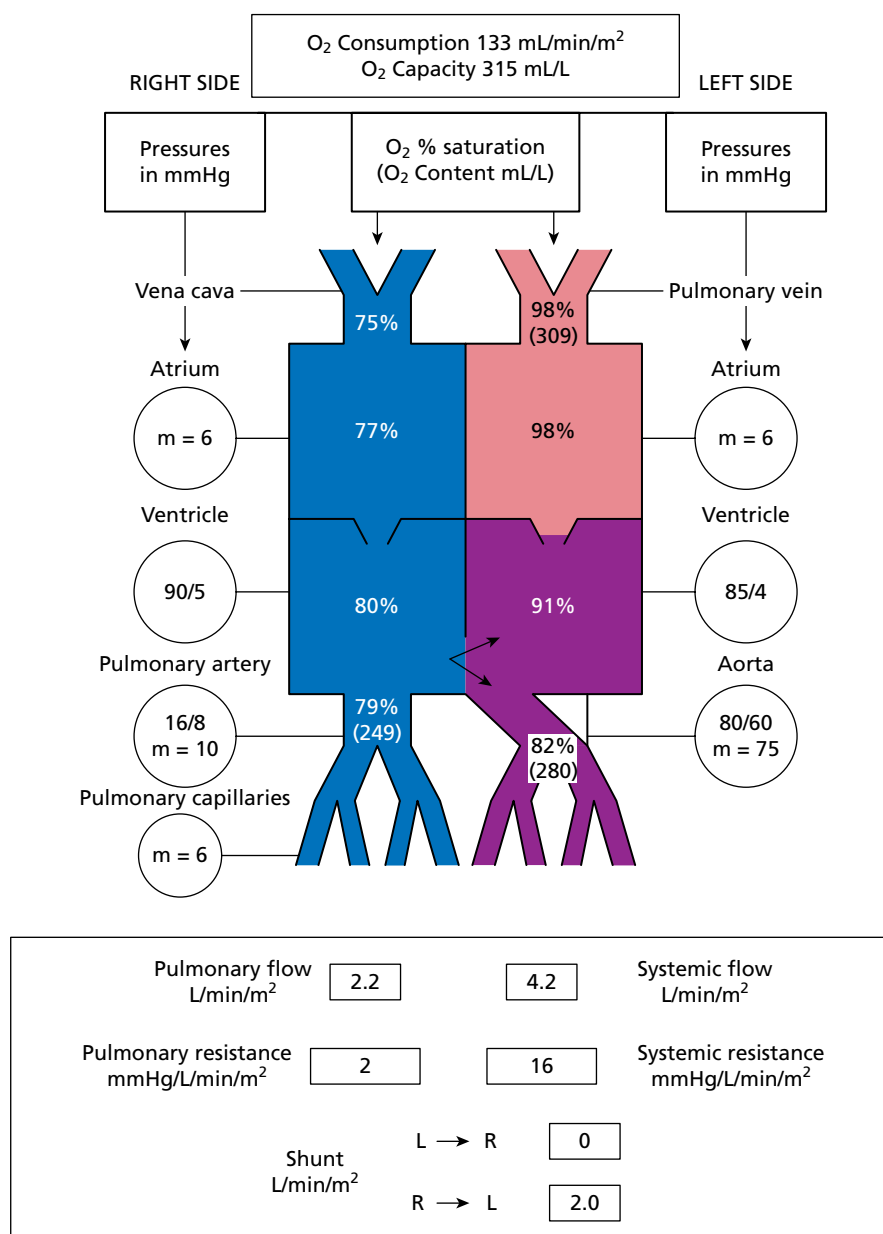 O₂ Consumption 133 mL/min/m²
O₂ Capacity 315 mL/L
RIGHT SIDE
LEFT SIDE
Pressures
in mmHg
O₂ % saturation
(O₂ Content mL/L)
Pressures
in mmHg
Vena cava
Pulmonary vein
75%
98%
(309)
Atrium
Atrium
m = 6
77%
98%
m = 6
Ventricle
Ventricle
90/5
80%
91%
85/4
Pulmonary artery
Aorta
16/8
m = 10
79%
(249)
82%
(280)
80/60
m = 75
Pulmonary capillaries
m = 6
Pulmonary flow
L/min/m²
2.2
4.2
Systemic flow
L/min/m²
Pulmonary resistance
mmHg/L/min/m²
2
16
Systemic resistance
mmHg/L/min/m²
Shunt
L/min/m²
L → R
0
R → L
2.0